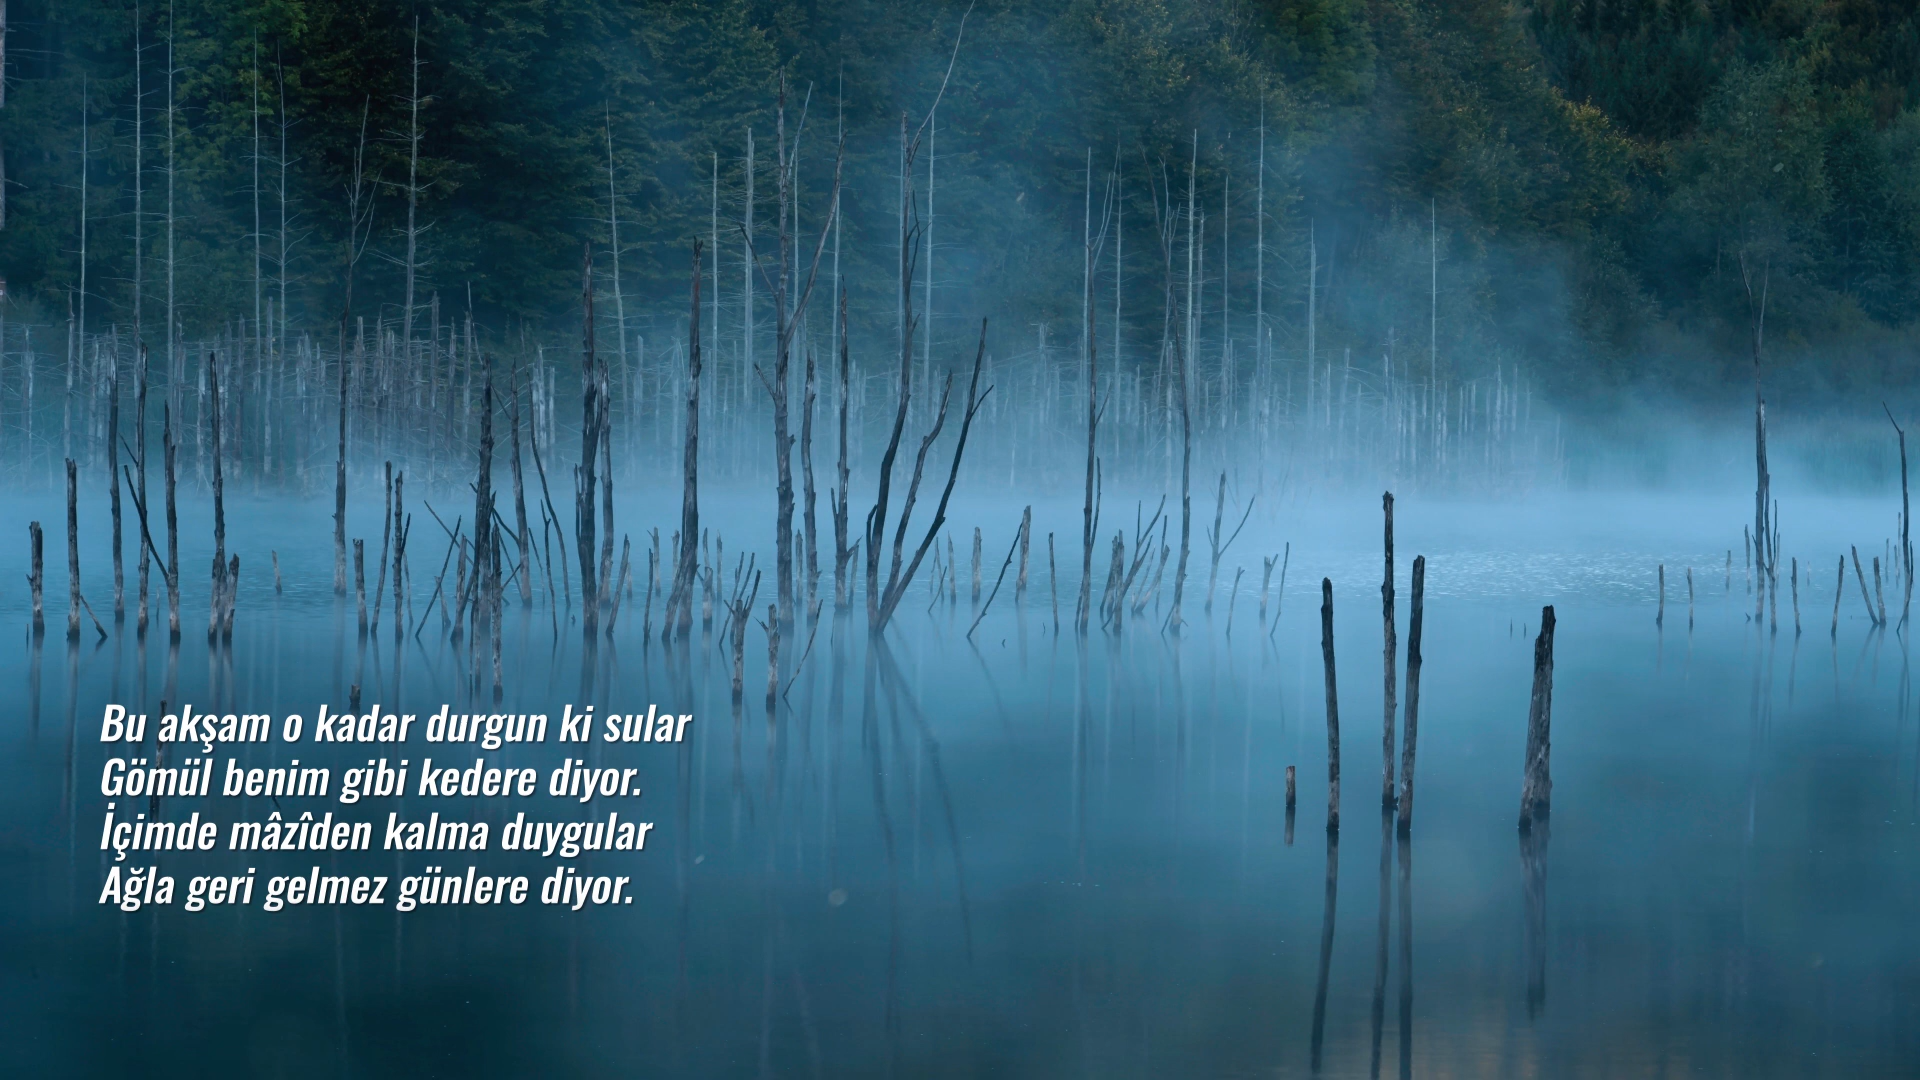 Bu akşam o kadar durgun ki sular
Gömül benim gibi kedere diyor.
İçimde mâzîden kalma duygular
Ağla geri gelmez günlere diyor.